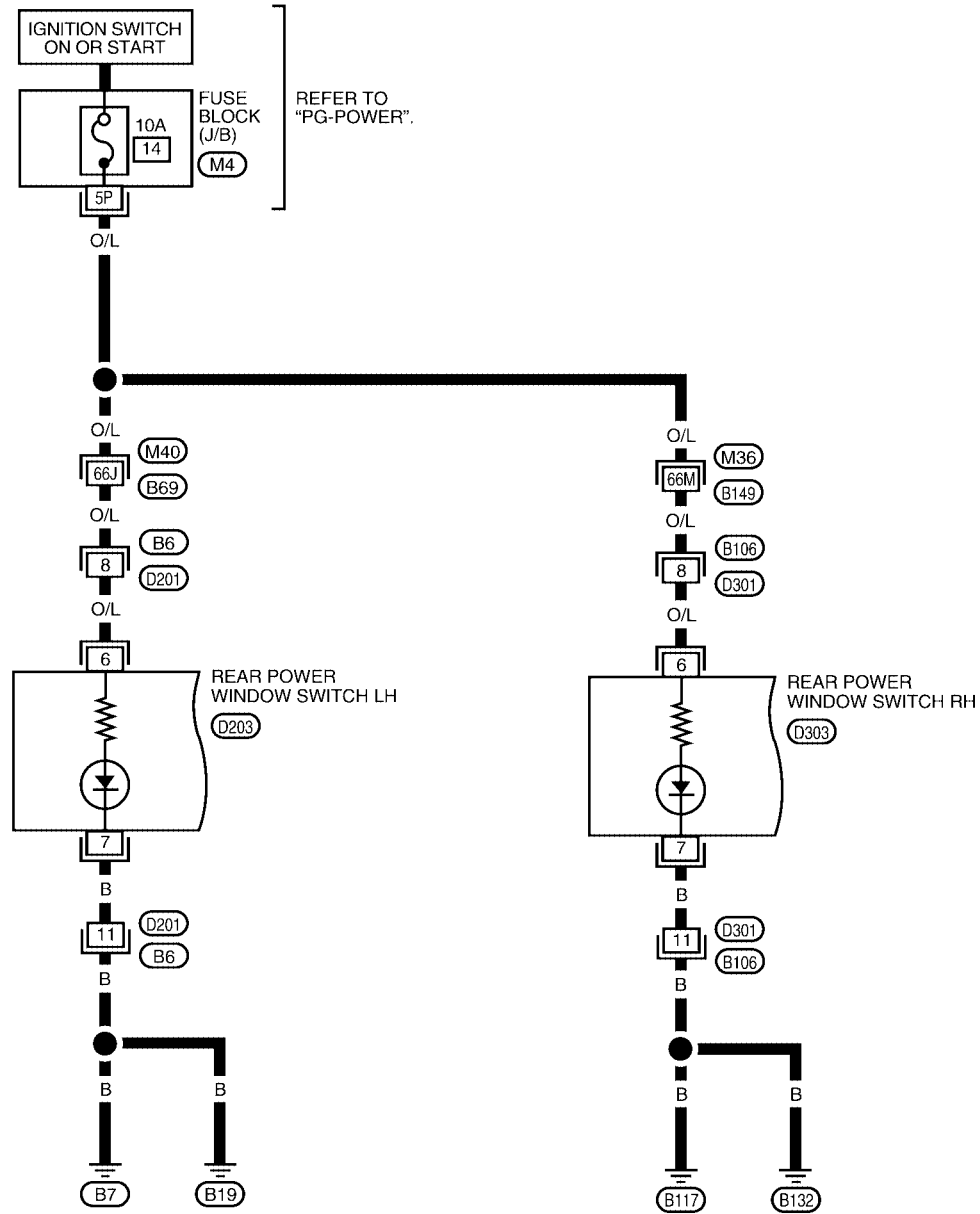 IGNITION SWITCH
ON OR START
FUSE
BLOCK
(J/B)
M4
10A
14
5P
REFER TO
"PG-POWER".
O/L
O/L
M40
66J
B69
O/L
B6
8
D201
O/L
6
REAR POWER
WINDOW SWITCH LH
D203
7
B
D201
11
B6
B
B
B
B7
B19
O/L
M36
66M
B149
O/L
B106
8
D301
O/L
6
REAR POWER
WINDOW SWITCH RH
D303
7
B
D301
11
B106
B
B
B
B117
B132